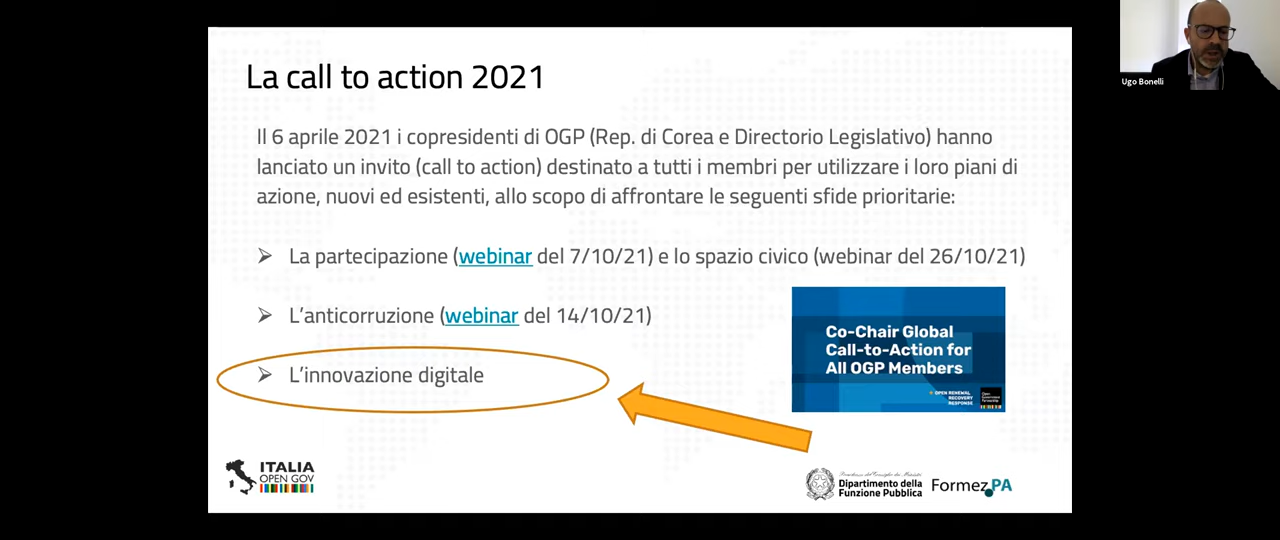 La call to action 2021
Il 6 aprile 2021 i copresidenti di OGP (Rep. di Corea e Directorio Legislativo) hanno
lanciato un invito (call to action) destinato a tutti i membri per utilizzare i loro piani di
azione, nuovi ed esistenti, allo scopo di affrontare le seguenti sfide prioritarie:
La partecipazione (webinar del 7/10/21) e lo spazio civico (webinar del 26/10/21)
L'anticorruzione (webinar del 14/10/21)
L'innovazione digitale
Co-Chair Global
Call-to-Action for
All OGP Members
OPEN RENEWAL
RECOVERY
RESPONSE
Open
Government
Partnership
ITALIA
OPEN GOV
Presidenza del Consiglio dei Ministri
Dipartimento della
Funzione Pubblica
Formez PA
Ugo Bonelli